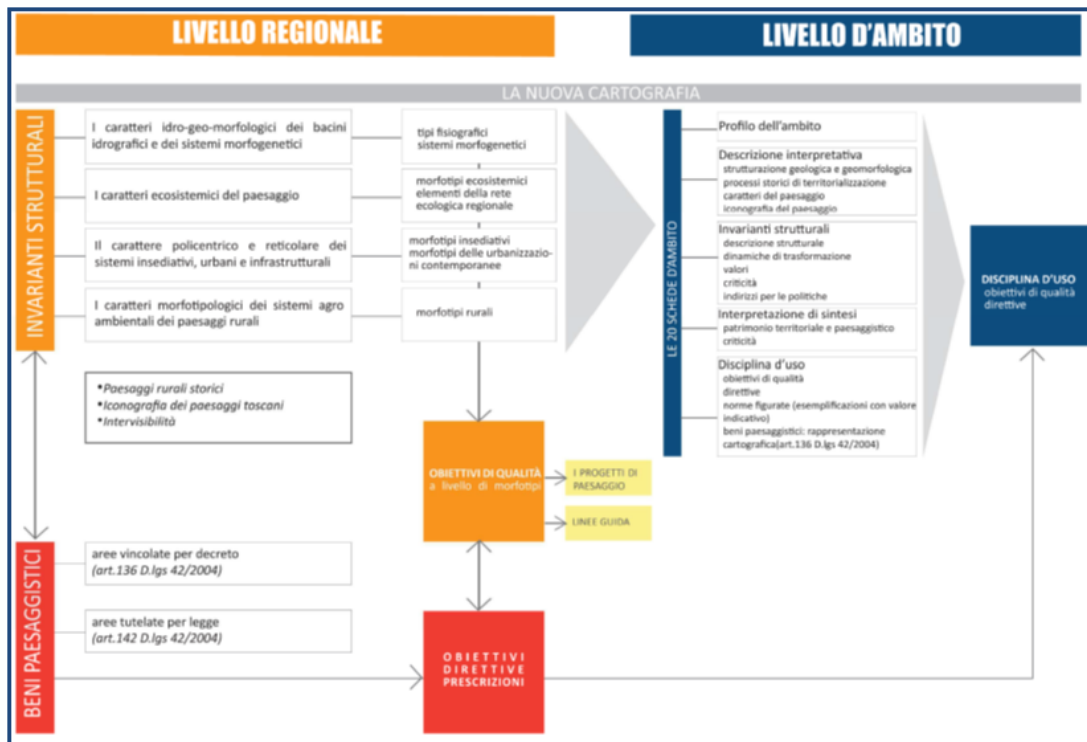 LIVELLO REGIONALE
LIVELLO D'AMBITO
LA NUOVA CARTOGRAFIA
INVARIANTI STRUTTURALI
I caratteri idro-geo-morfologici dei bacini
idrografici e dei sistemi morfogenetici
tipi fisiografici
sistemi morfogenetici
I caratteri ecosistemici del paesaggio
morfotipi ecosistemici
elementi della rete
ecologica regionale
Il carattere policentrico e reticolare dei
sistemi insediativi, urbani e infrastrutturali
morfotipi insediativi
morfotipi delle urbanizzazio-
ni contemporanee
I caratteri morfotipologici dei sistemi agro
ambientali dei paesaggi rurali
morfotipi rurali
•Paesaggi rurali storici
•Iconografia dei paesaggi toscani
•Intervisibilità
OBIETTIVI DI QUALITÀ
a livello di morfotipi
I PROGETTI DI
PAESAGGIO
LINEE GUIDA
BENI PAESAGGISTICI
aree vincolate per decreto
(art.136 D.lgs 42/2004)
aree tutelate per legge
(art.142 D.lgs 42/2004)
OBIETTIVI
DIRETTIVE
PRESCRIZIONI
LE 20 SCHEDE D'AMBITO
Profilo dell'ambito
Descrizione interpretativa
strutturazione geologica e geomorfologica
processi storici di territorializzazione
caratteri del paesaggio
iconografia del paesaggio
Invarianti strutturali
descrizione strutturale
dinamiche di trasformazione
valori
criticità
indirizzi per le politiche
Interpretazione di sintesi
patrimonio territoriale e paesaggistico
criticità
Disciplina d'uso
obiettivi di qualità
direttive
norme figurate (esemplificazioni con valore
indicativo)
beni paesaggistici: rappresentazione
cartografica(art.136 D.lgs 42/2004)
DISCIPLINA D'USO
obiettivi di qualità
direttive